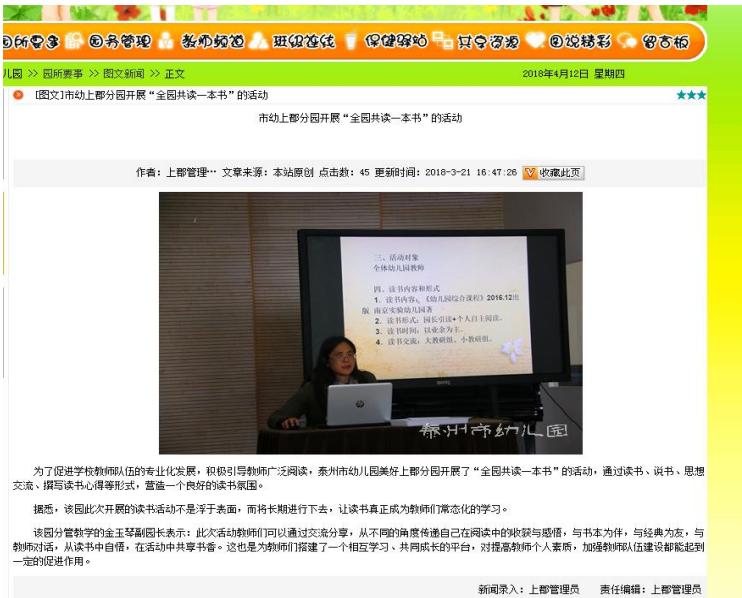 园所要事 园务管理 教师频道 班级连线 保健驿站 共享资源 图说精彩 留言板
儿园 >> 园所要事 >> 图文新闻 >> 正文 2018年4月12日 星期四
[图文]市幼上郡分园开展“全园共读一本书”的活动 ★★★
市幼上郡分园开展“全园共读一本书”的活动
作者：上郡管理… 文章来源：本站原创 点击数：45 更新时间：2018-3-21 16:47:26 收藏此页
三、活动对象
全体幼儿园教师
四、读书内容和形式
1、读书内容：《幼儿园综合课程》2016.12出
版 南京实验幼儿园著
2、读书形式：园长引读+个人自主阅读。
3、读书时间：以业余为主。
4、读书交流：大教研组、小教研组。
BenQ
hp
泰州市幼儿园
为了促进学校教师队伍的专业化发展，积极引导教师广泛阅读，泰州市幼儿园美好上郡分园开展了“全园共读一本书”的活动，通过读书、说书、思想
交流、撰写读书心得等形式，营造一个良好的读书氛围。
据悉，该园此次开展的读书活动不是浮于表面，而将长期进行下去，让读书真正成为教师们常态化的学习。
该园分管教学的金玉琴副园长表示：此次活动教师们可以通过交流分享，从不同的角度传递自己在阅读中的收获与感悟，与书本为伴，与经典为友，与
教师对话，从读书中自悟，在活动中共享书香。这也是为教师们搭建了一个相互学习、共同成长的平台，对提高教师个人素质，加强教师队伍建设都能起到
一定的促进作用。
新闻录入：上郡管理员 责任编辑：上郡管理员